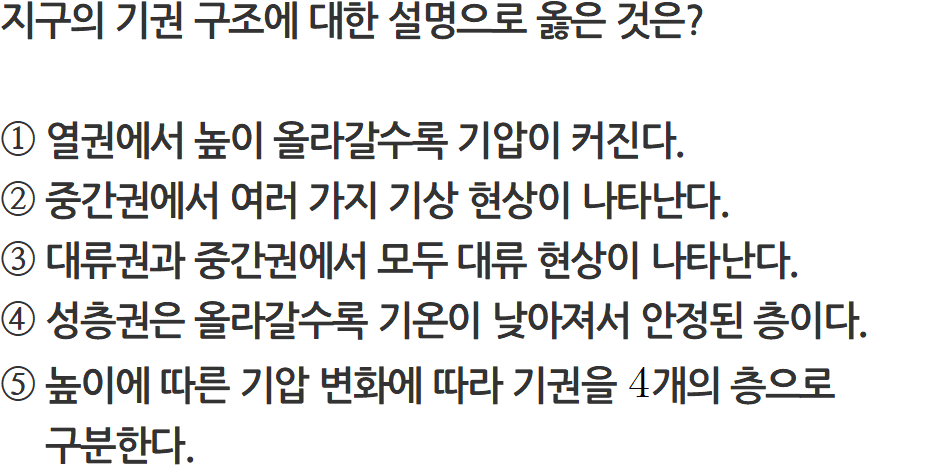 지구의 기권 구조에 대한 설명으로 옳은 것은?
① 열권에서 높이 올라갈수록 기압이 커진다.
② 중간권에서 여러 가지 기상 현상이 나타난다.
③ 대류권과 중간권에서 모두 대류 현상이 나타난다.
④ 성층권은 올라갈수록 기온이 낮아져서 안정된 층이다.
⑤ 높이에 따른 기압 변화에 따라 기권을 4개의 층으로
구분한다.